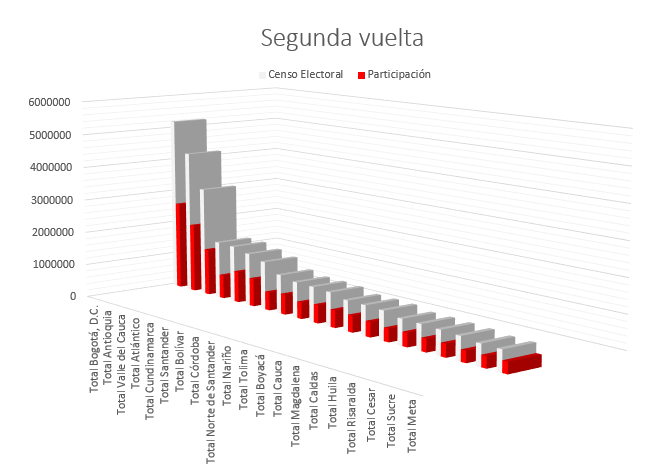 Segunda vuelta
Censo Electoral
Participación
6000000
5000000
4000000
3000000
2000000
1000000
0
Total Bogotá, D.C.
Total Antioquia
Total Valle del Cauca
Total Atlántico
Total Cundinamarca
Total Santander
Total Bolívar
Total Córdoba
Total Norte de Santander
Total Nariño
Total Tolima
Total Boyacá
Total Cauca
Total Magdalena
Total Caldas
Total Huila
Total Risaralda
Total Cesar
Total Sucre
Total Meta